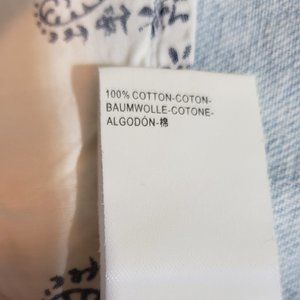 100% COTTON-COTON-
BAUMWOLLE-COTONE-
ALGODÓN-棉